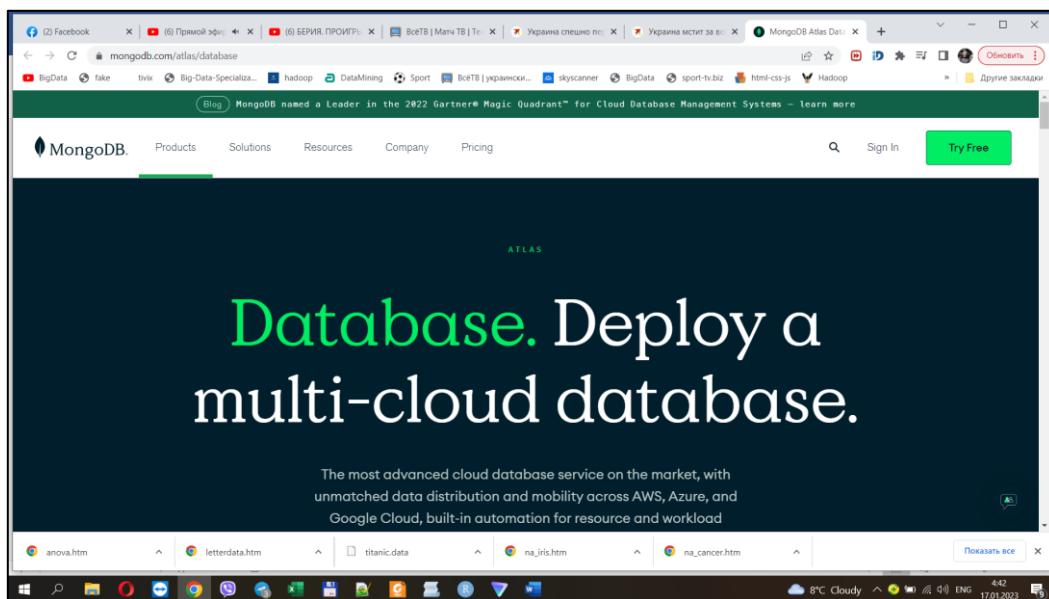 (2) Facebook
(6) Прямой эфи
(6) БЕРИЯ. ПРОИГРЫ
ВсёТВ | Матч ТВ | Те
Украина спешно пе
Украина мстит за во
MongoDB Atlas Data
mongodb.com/atlas/database
Обновить
BigData
fake
tivix
Big-Data-Specializa...
hadoop
DataMining
Sport
ВсёТВ | украински...
skyscanner
BigData
sport-tv.biz
html-css-js
Hadoop
»
Другие закладки
Blog
MongoDB named a Leader in the 2022 Gartner® Magic Quadrant™ for Cloud Database Management Systems – learn more
MongoDB.
Products
Solutions
Resources
Company
Pricing
Sign In
Try Free
ATLAS
Database. Deploy a
multi-cloud database.
The most advanced cloud database service on the market, with
unmatched data distribution and mobility across AWS, Azure, and
Google Cloud, built-in automation for resource and workload
anova.htm
letterdata.htm
titanic.data
na_iris.htm
na_cancer.htm
Показать все
8°C Cloudy
ENG
4:42
17.01.2023